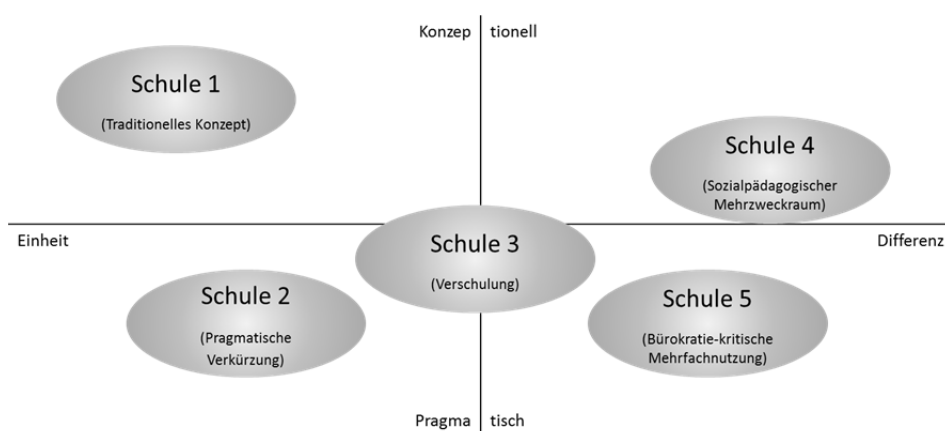 Konzep tionell
Schule 1
(Traditionelles Konzept)
Schule 4
(Sozialpädagogischer
Mehrzweckraum)
Einheit
Differenz
Schule 3
(Verschulung)
Schule 2
(Pragmatische
Verkürzung)
Schule 5
(Bürokratie-kritische
Mehrfachnutzung)
Pragma tisch